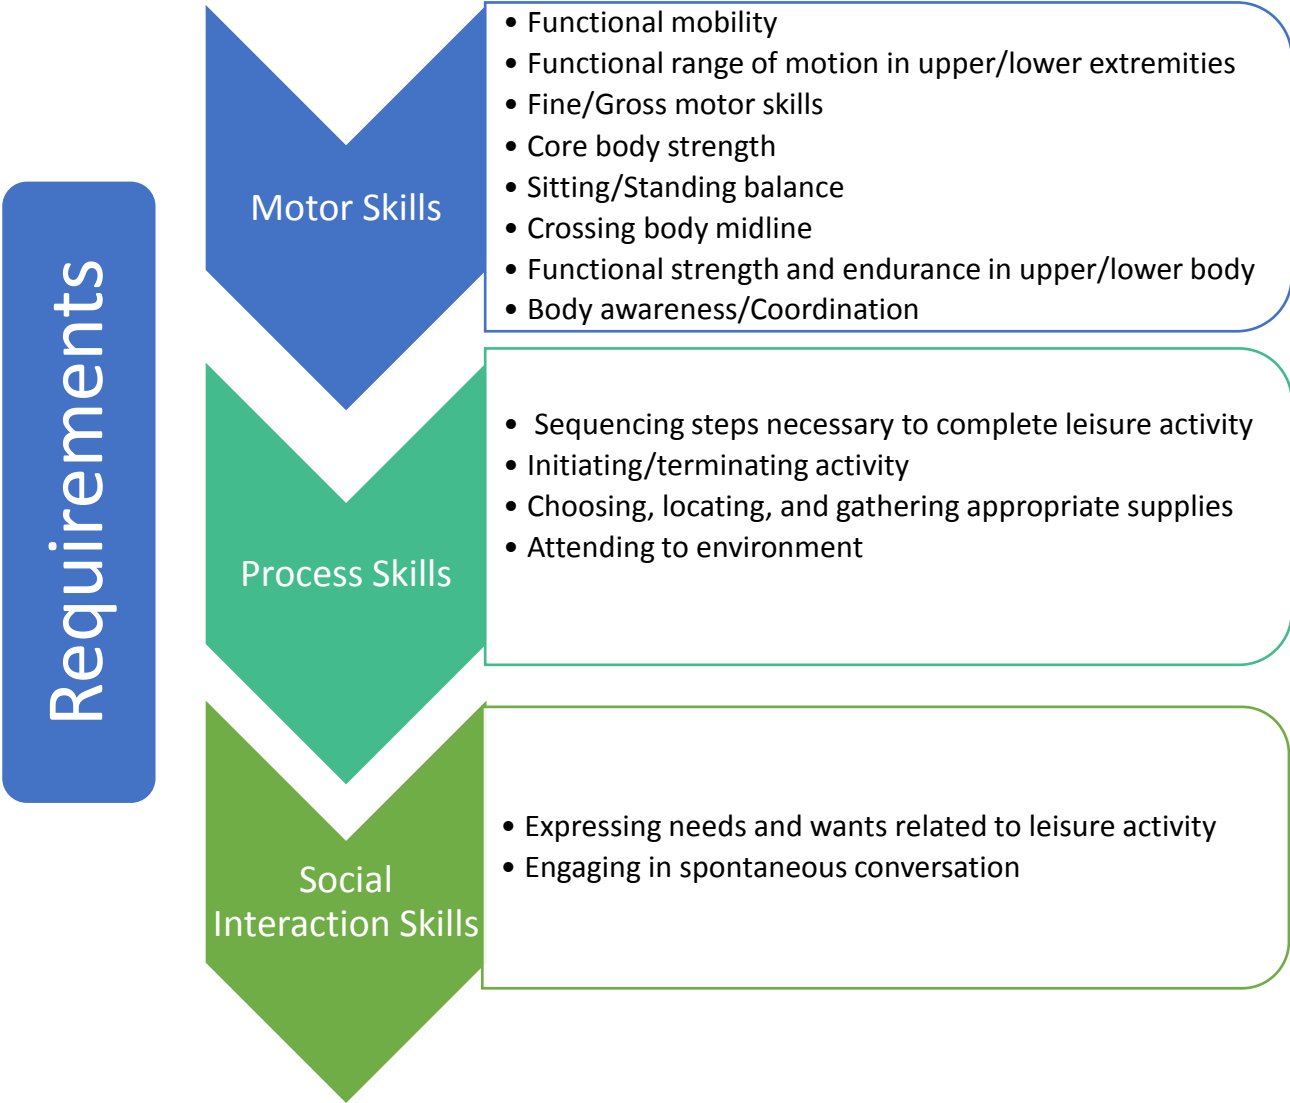 Requirements
Motor Skills
• Functional mobility
• Functional range of motion in upper/lower extremities
• Fine/Gross motor skills
• Core body strength
• Sitting/Standing balance
• Crossing body midline
• Functional strength and endurance in upper/lower body
• Body awareness/Coordination
Process Skills
• Sequencing steps necessary to complete leisure activity
• Initiating/terminating activity
• Choosing, locating, and gathering appropriate supplies
• Attending to environment
Social
Interaction Skills
• Expressing needs and wants related to leisure activity
• Engaging in spontaneous conversation